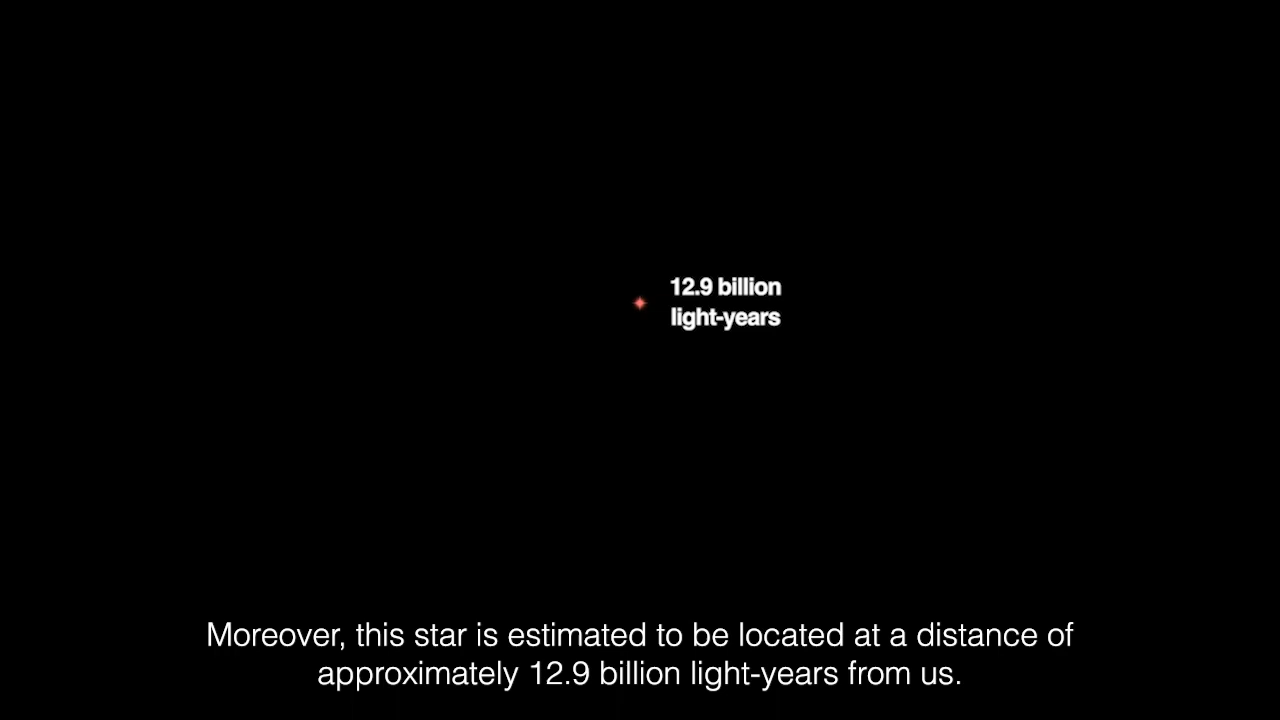 12.9 billion
light-years
Moreover, this star is estimated to be located at a distance of
approximately 12.9 billion light-years from us.